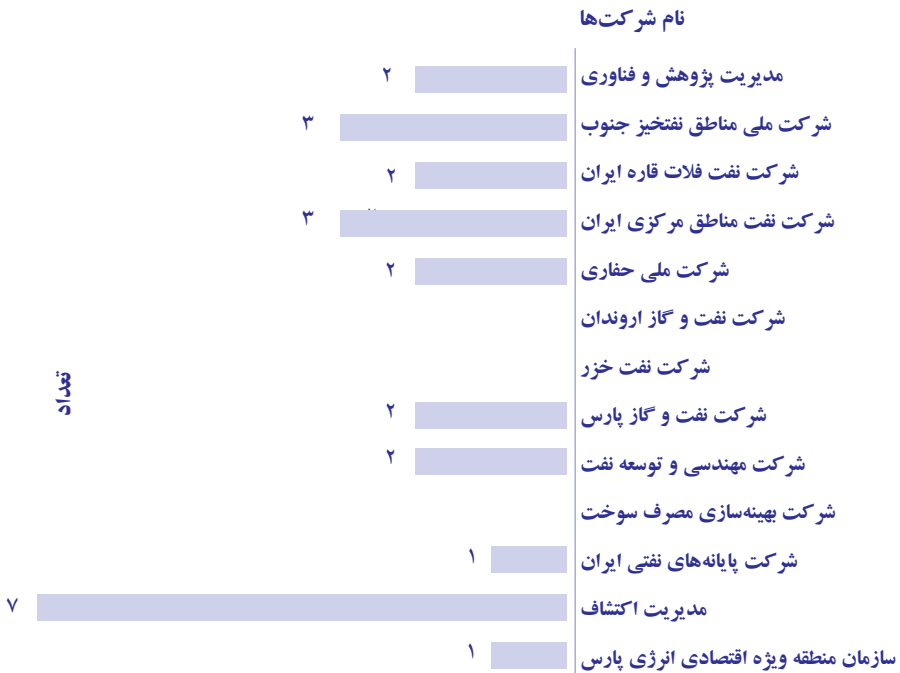 نام شرکت‌ها
مدیریت پژوهش و فناوری ۲
شرکت ملی مناطق نفتخیز جنوب ۳
شرکت نفت فلات قاره ایران ۲
شرکت نفت مناطق مرکزی ایران ۳
شرکت ملی حفاری ۲
شرکت نفت و گاز اروندان
شرکت نفت خزر
تعداد
شرکت نفت و گاز پارس ۲
شرکت مهندسی و توسعه نفت ۲
شرکت بهینه‌سازی مصرف سوخت
شرکت پایانه‌های نفتی ایران ۱
مدیریت اکتشاف ۷
سازمان منطقه ویژه اقتصادی انرژی پارس ۱